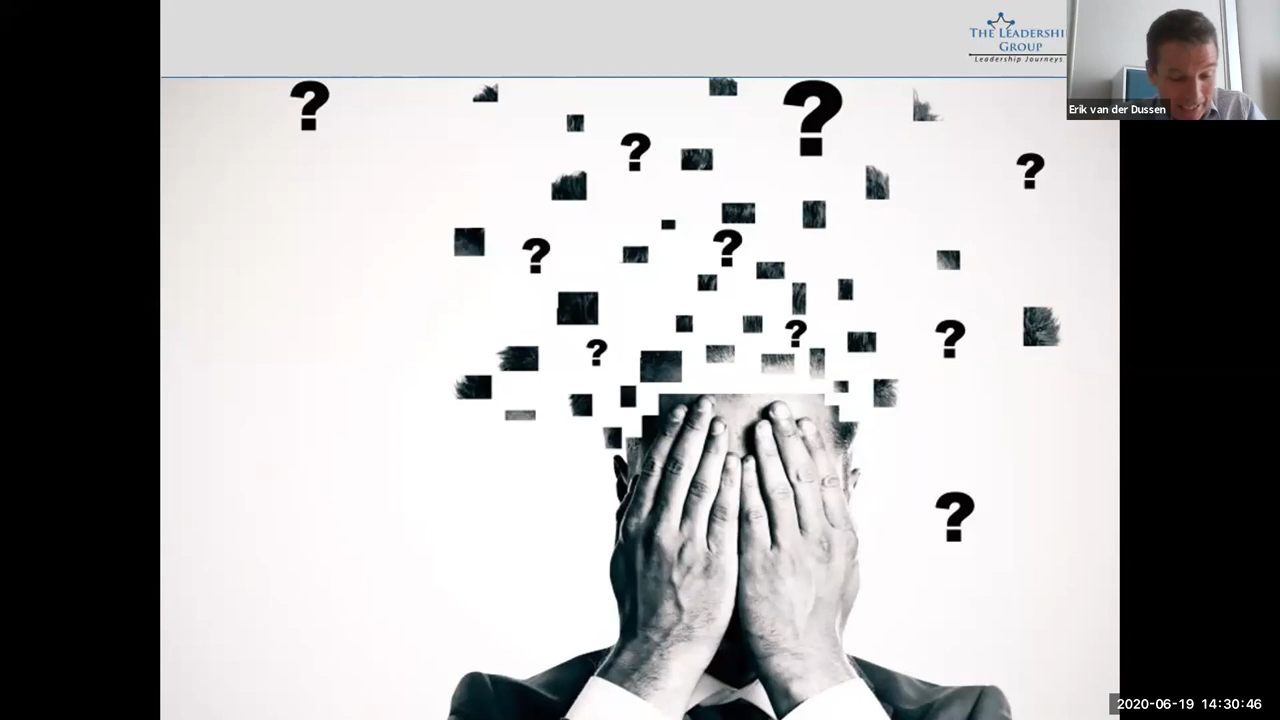 THE LEADERSHI
GROUP
Leadership Journeys
Erik van der Dussen
?
?
?
?
?
?
?
?
?
?
2020-06-19 14:30:46